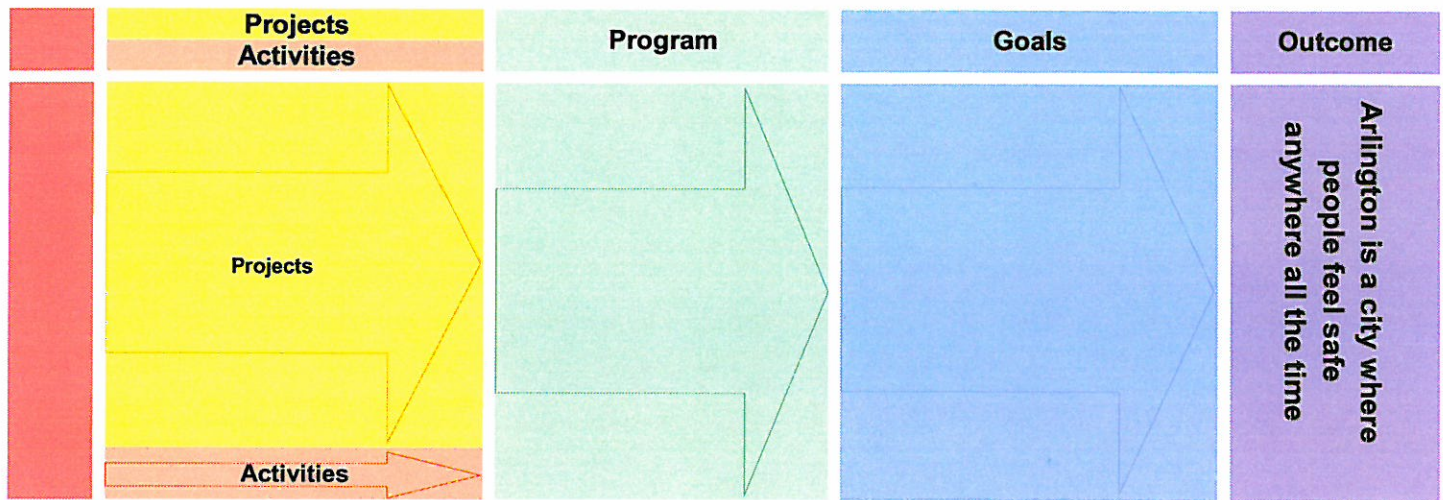 Projects
Activities
Program
Goals
Outcome
Projects
Activities
Arlington is a city where
people feel safe
anywhere all the time